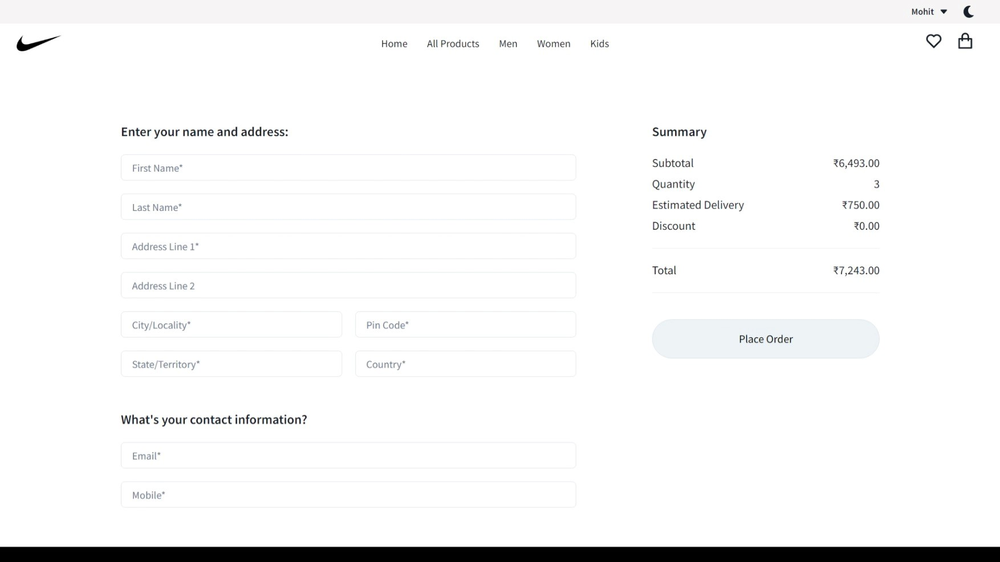 Mohit
Home All Products Men Women Kids
Enter your name and address:
First Name*
Last Name*
Address Line 1*
Address Line 2
City/Locality* Pin Code*
State/Territory* Country*
What's your contact information?
Email*
Mobile*
Summary
Subtotal ₹6,493.00
Quantity 3
Estimated Delivery ₹750.00
Discount ₹0.00
Total ₹7,243.00
Place Order